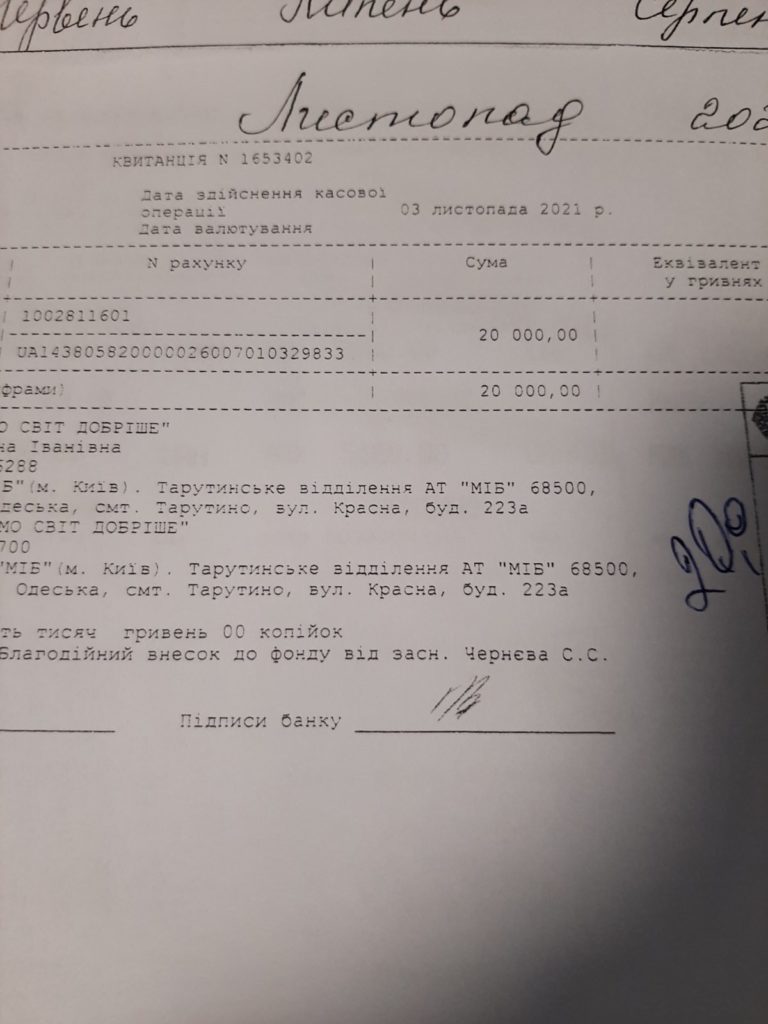 Червень Липень Серпень
Листопад 202
КВИТАНЦІЯ N 1653402
Дата здійснення касової
операції 03 листопада 2021 р.
Дата валютування
N рахунку Сума Еквівалент
у гривнях
1002811601
20 000,00
UA143805820000026007010329833
фрами) 20 000,00
О СВІТ ДОБРІШЕ"
на Іванівна
5288
Б"(м. Київ). Тарутинське відділення АТ "МІБ" 68500,
деська, смт. Тарутино, вул. Красна, буд. 223а
МО СВІТ ДОБРІШЕ"
700
"МІБ"(м. Київ). Тарутинське відділення АТ "МІБ" 68500,
Одеська, смт. Тарутино, вул. Красна, буд. 223а
ть тисяч гривень 00 копійок
Благодійний внесок до фонду від засн. Чернєва С.С.
Підписи банку